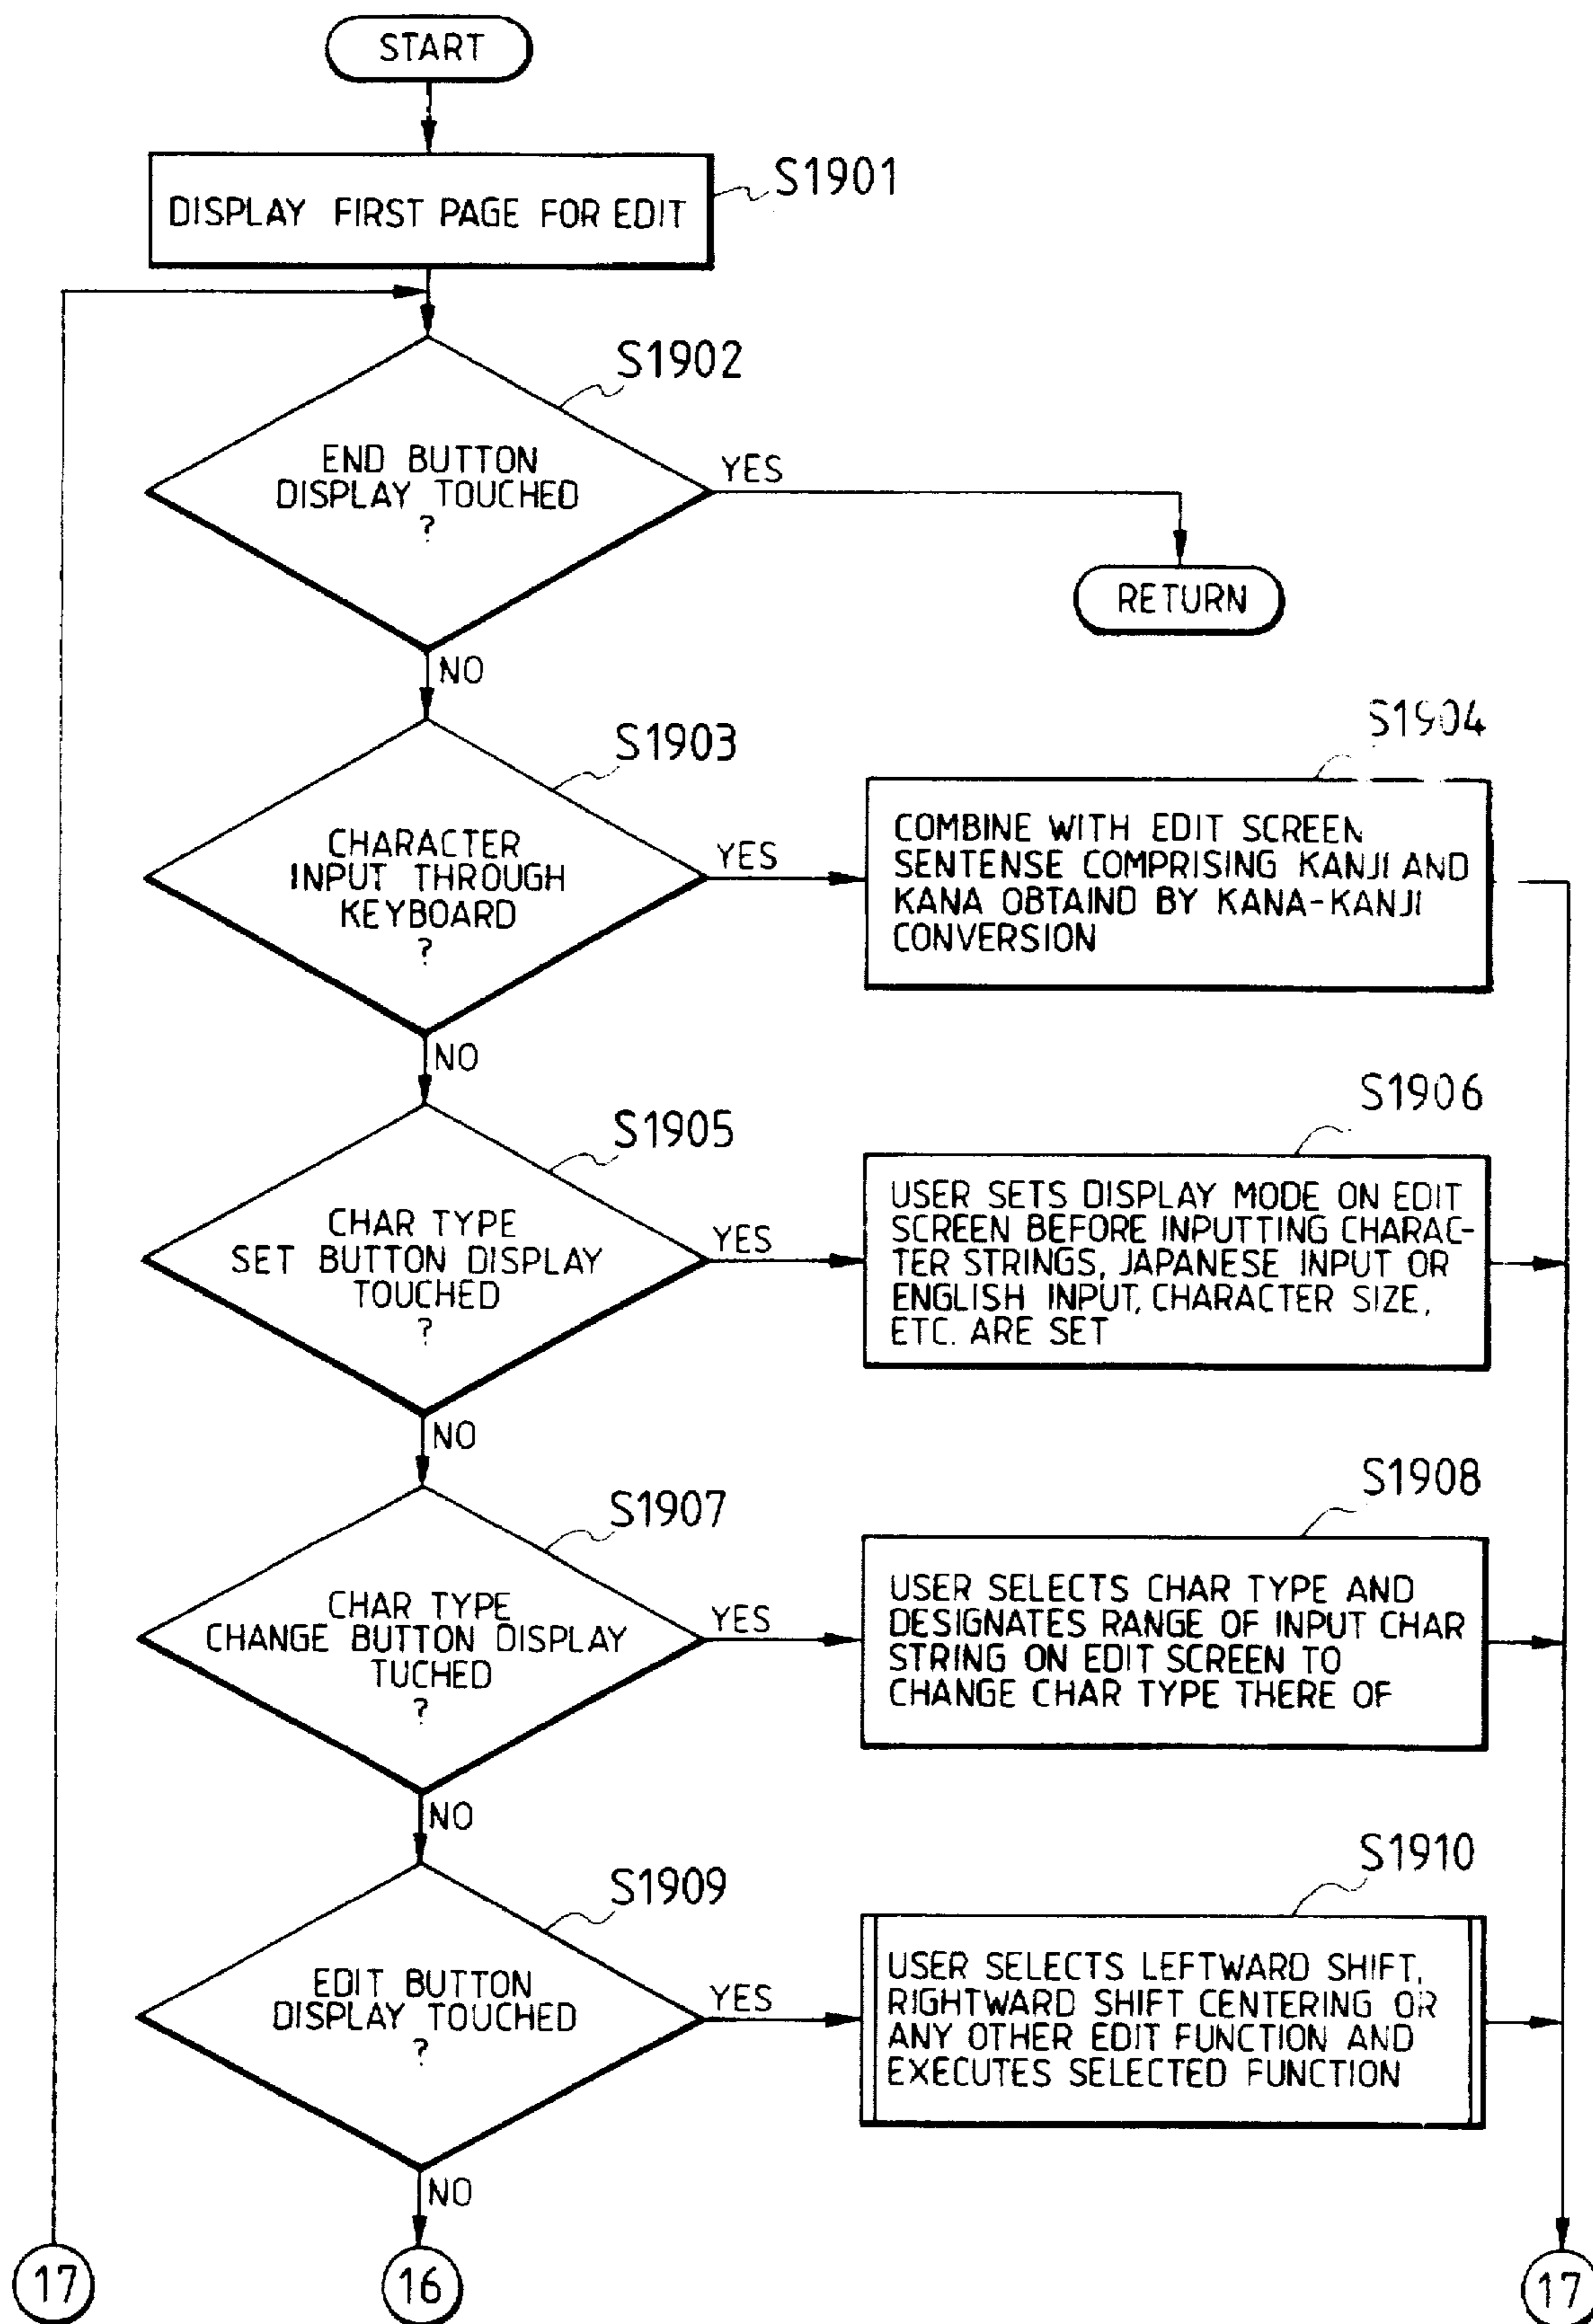 START
DISPLAY FIRST PAGE FOR EDIT
S1901
S1902
END BUTTON
DISPLAY TOUCHED
?
YES
RETURN
NO
S1903
CHARACTER
INPUT THROUGH
KEYBOARD
?
YES
S1904
COMBINE WITH EDIT SCREEN
SENTENSE COMPRISING KANJI AND
KANA OBTAIND BY KANA-KANJI
CONVERSION
NO
S1905
CHAR TYPE
SET BUTTON DISPLAY
TOUCHED
?
YES
S1906
USER SETS DISPLAY MODE ON EDIT
SCREEN BEFORE INPUTTING CHARAC-
TER STRINGS, JAPANESE INPUT OR
ENGLISH INPUT, CHARACTER SIZE,
ETC. ARE SET
NO
S1907
CHAR TYPE
CHANGE BUTTON DISPLAY
TUCHED
?
YES
S1908
USER SELECTS CHAR TYPE AND
DESIGNATES RANGE OF INPUT CHAR
STRING ON EDIT SCREEN TO
CHANGE CHAR TYPE THERE OF
NO
S1909
EDIT BUTTON
DISPLAY TOUCHED
?
YES
S1910
USER SELECTS LEFTWARD SHIFT,
RIGHTWARD SHIFT CENTERING OR
ANY OTHER EDIT FUNCTION AND
EXECUTES SELECTED FUNCTION
NO
17
16
17